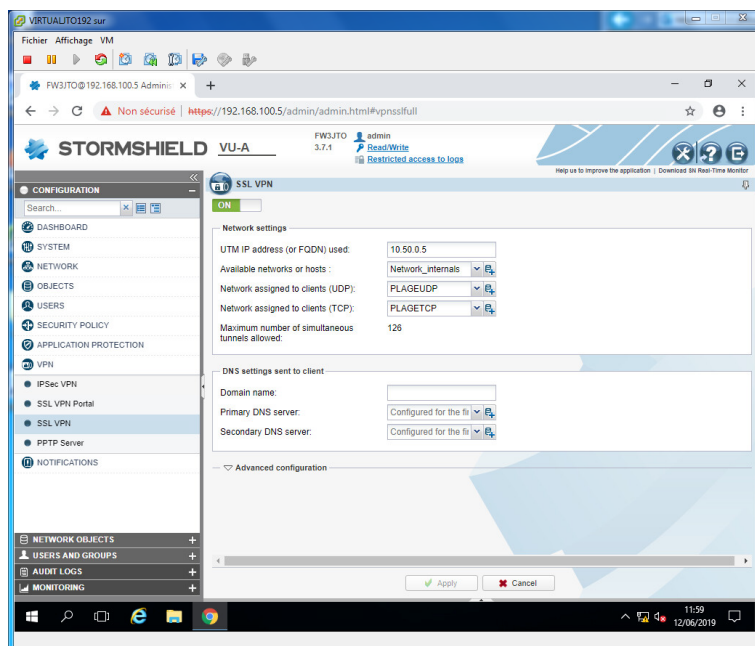 VIRTUALITO192 sur
Fichier Affichage VM
FW3JTO@192.168.100.5 Adminis
Non sécurisé | https://192.168.100.5/admin/admin.html#vpnsslfull
STORMSHIELD VU-A
FW3JTO admin
3.7.1 Read/Write
Restricted access to logs
Help us to improve the application | Download SN Real-Time Monitor
CONFIGURATION
Search...
DASHBOARD
SYSTEM
NETWORK
OBJECTS
USERS
SECURITY POLICY
APPLICATION PROTECTION
VPN
IPSec VPN
SSL VPN Portal
SSL VPN
PPTP Server
NOTIFICATIONS
NETWORK OBJECTS
USERS AND GROUPS
AUDIT LOGS
MONITORING
SSL VPN
ON
Network settings
UTM IP address (or FQDN) used: 10.50.0.5
Available networks or hosts : Network_internals
Network assigned to clients (UDP): PLAGEUDP
Network assigned to clients (TCP): PLAGETCP
Maximum number of simultaneous 126
tunnels allowed:
DNS settings sent to client
Domain name:
Primary DNS server: Configured for the fir
Secondary DNS server: Configured for the fir
Advanced configuration
Apply Cancel
11:59
12/06/2019